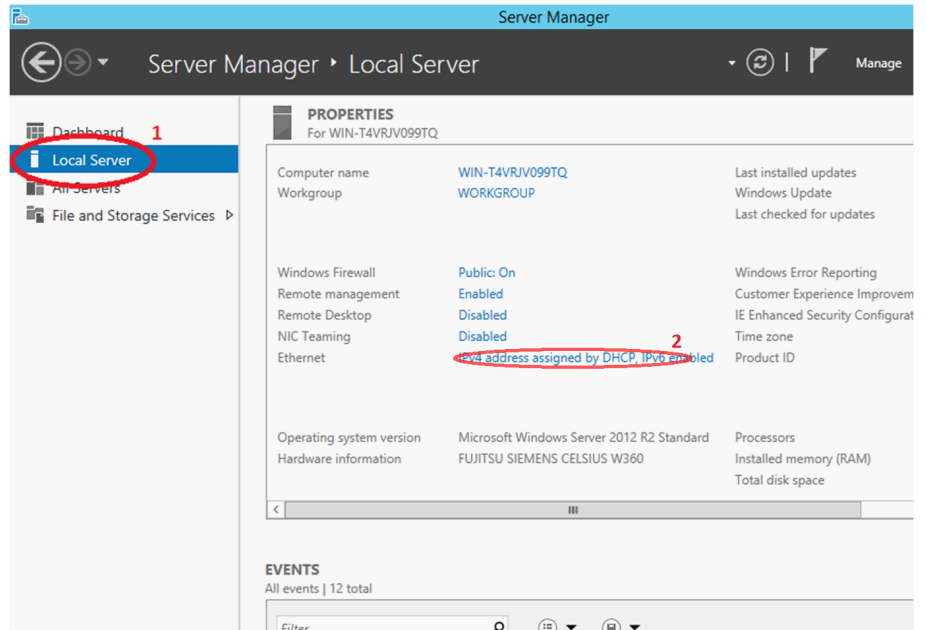 Server Manager
Server Manager • Local Server
Manage
Dashboard
1
Local Server
All Servers
File and Storage Services
PROPERTIES
For WIN-T4VRJV099TQ
Computer name WIN-T4VRJV099TQ Last installed updates
Workgroup WORKGROUP Windows Update
Last checked for updates
Windows Firewall Public: On Windows Error Reporting
Remote management Enabled Customer Experience Improvem
Remote Desktop Disabled IE Enhanced Security Configurat
NIC Teaming Disabled Time zone
2
Ethernet IPv4 address assigned by DHCP, IPv6 enabled Product ID
Operating system version Microsoft Windows Server 2012 R2 Standard Processors
Hardware information FUJITSU SIEMENS CELSIUS W360 Installed memory (RAM)
Total disk space
EVENTS
All events | 12 total
Filter